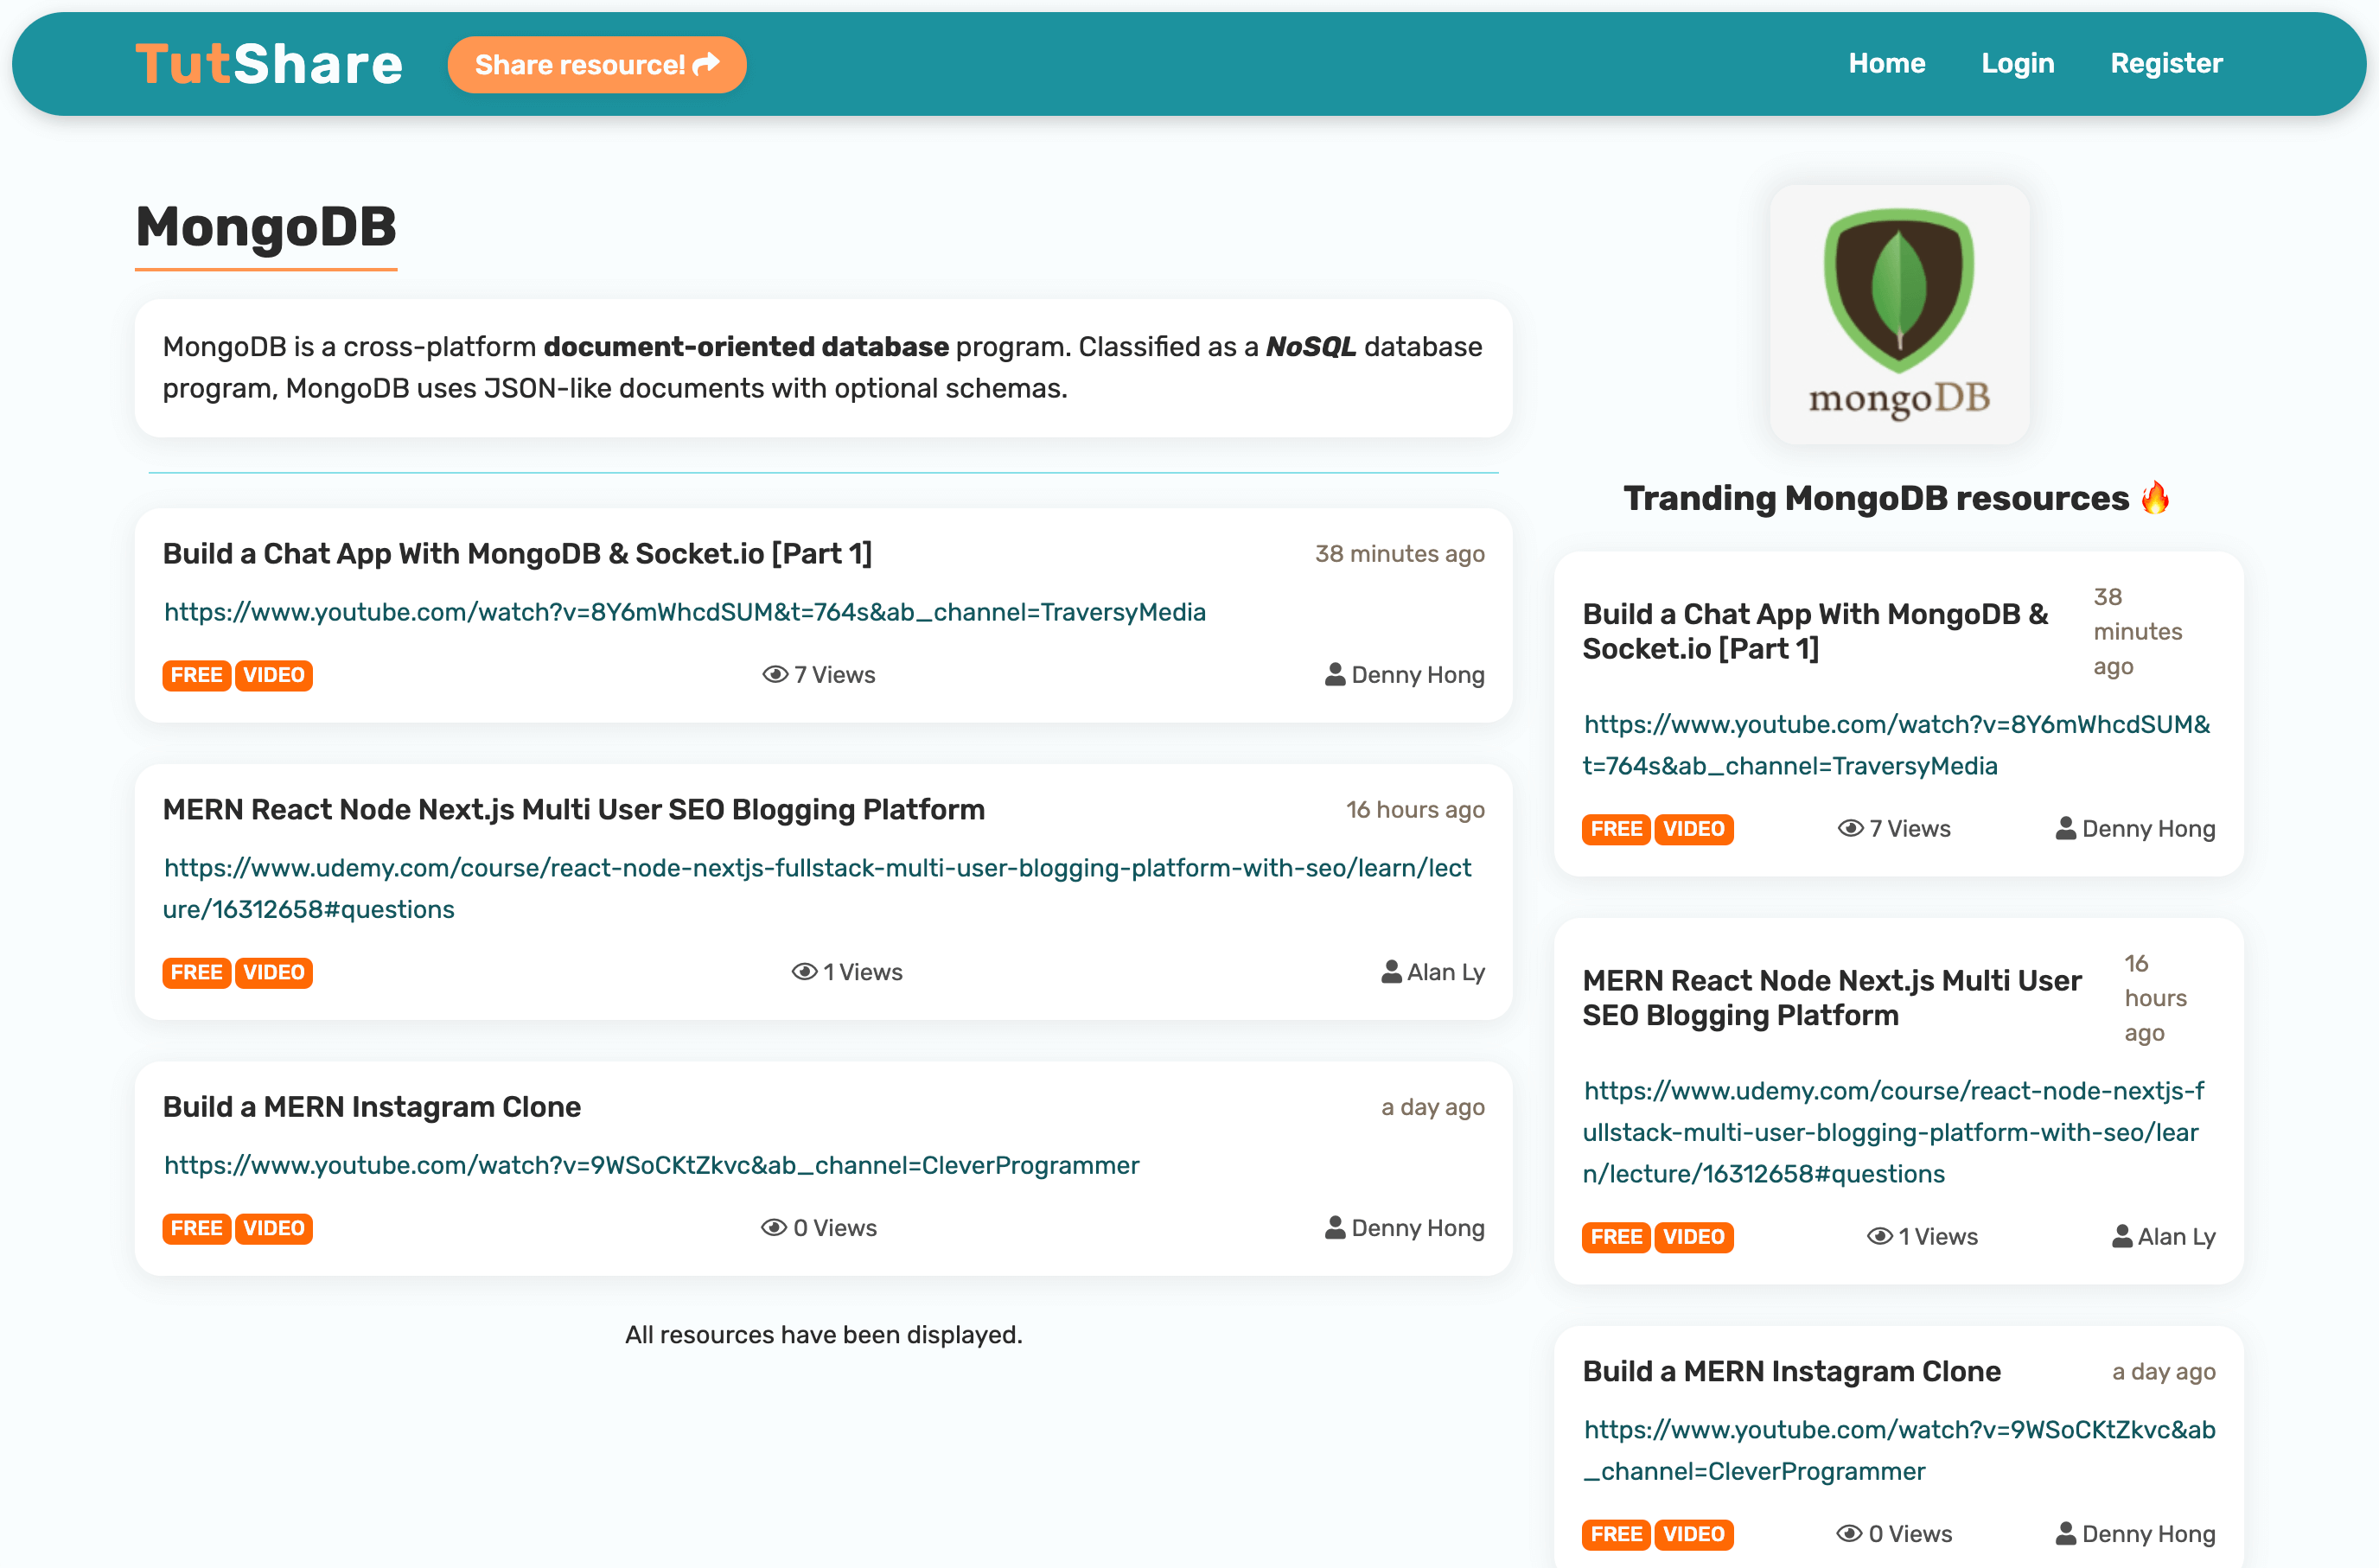 TutShare
Share resource!
Home Login Register
MongoDB
MongoDB is a cross-platform document-oriented database program. Classified as a NoSQL database
program, MongoDB uses JSON-like documents with optional schemas.
Build a Chat App With MongoDB & Socket.io [Part 1] 38 minutes ago
https://www.youtube.com/watch?v=8Y6mWhcdSUM&t=764s&ab_channel=TraversyMedia
FREE VIDEO 7 Views Denny Hong
MERN React Node Next.js Multi User SEO Blogging Platform 16 hours ago
https://www.udemy.com/course/react-node-nextjs-fullstack-multi-user-blogging-platform-with-seo/learn/lect
ure/16312658#questions
FREE VIDEO 1 Views Alan Ly
Build a MERN Instagram Clone a day ago
https://www.youtube.com/watch?v=9WSoCKtZkvc&ab_channel=CleverProgrammer
FREE VIDEO 0 Views Denny Hong
All resources have been displayed.
mongoDB
Tranding MongoDB resources 🔥
Build a Chat App With MongoDB &
Socket.io [Part 1]
38
minutes
ago
https://www.youtube.com/watch?v=8Y6mWhcdSUM&
t=764s&ab_channel=TraversyMedia
FREE VIDEO 7 Views Denny Hong
MERN React Node Next.js Multi User
SEO Blogging Platform
16
hours
ago
https://www.udemy.com/course/react-node-nextjs-f
ullstack-multi-user-blogging-platform-with-seo/lear
n/lecture/16312658#questions
FREE VIDEO 1 Views Alan Ly
Build a MERN Instagram Clone a day ago
https://www.youtube.com/watch?v=9WSoCKtZkvc&ab
_channel=CleverProgrammer
FREE VIDEO 0 Views Denny Hong